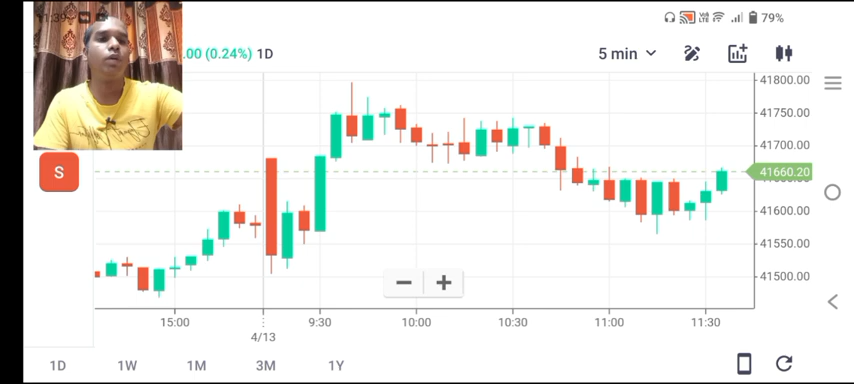 11:39
79%
.00 (0.24%) 1D
5 min
41800.00
41750.00
41700.00
41660.20
41600.00
41550.00
41500.00
S
15:00 9:30 10:00 10:30 11:00 11:30
4/13
1D 1W 1M 3M 1Y